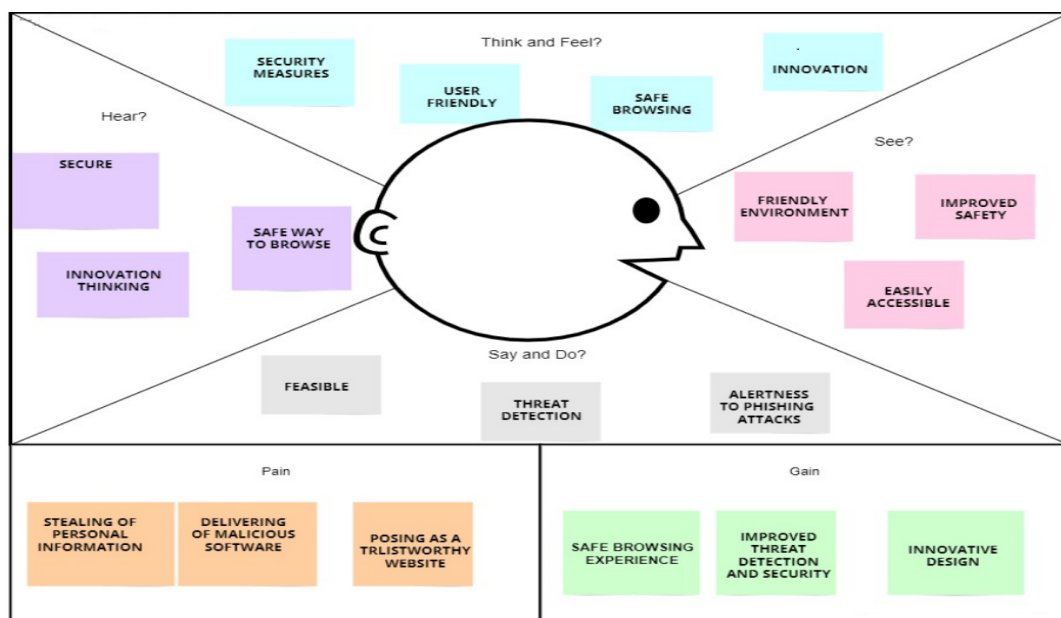 Think and Feel?
SECURITY
MEASURES
USER
FRIENDLY
SAFE
BROWSING
INNOVATION
Hear?
SECURE
SAFE WAY
TO BROWSE
INNOVATION
THINKING
See?
FRIENDLY
ENVIRONMENT
IMPROVED
SAFETY
EASILY
ACCESSIBLE
Say and Do?
FEASIBLE
THREAT
DETECTION
ALERTNESS
TO PHISHING
ATTACKS
Pain
STEALING OF
PERSONAL
INFORMATION
DELIVERING
OF MALICIOUS
SOFTWARE
POSING AS A
TRLISTWORTHY
WEBSITE
Gain
SAFE BROWSING
EXPERIENCE
IMPROVED
THREAT
DETECTION
AND SECURITY
INNOVATIVE
DESIGN